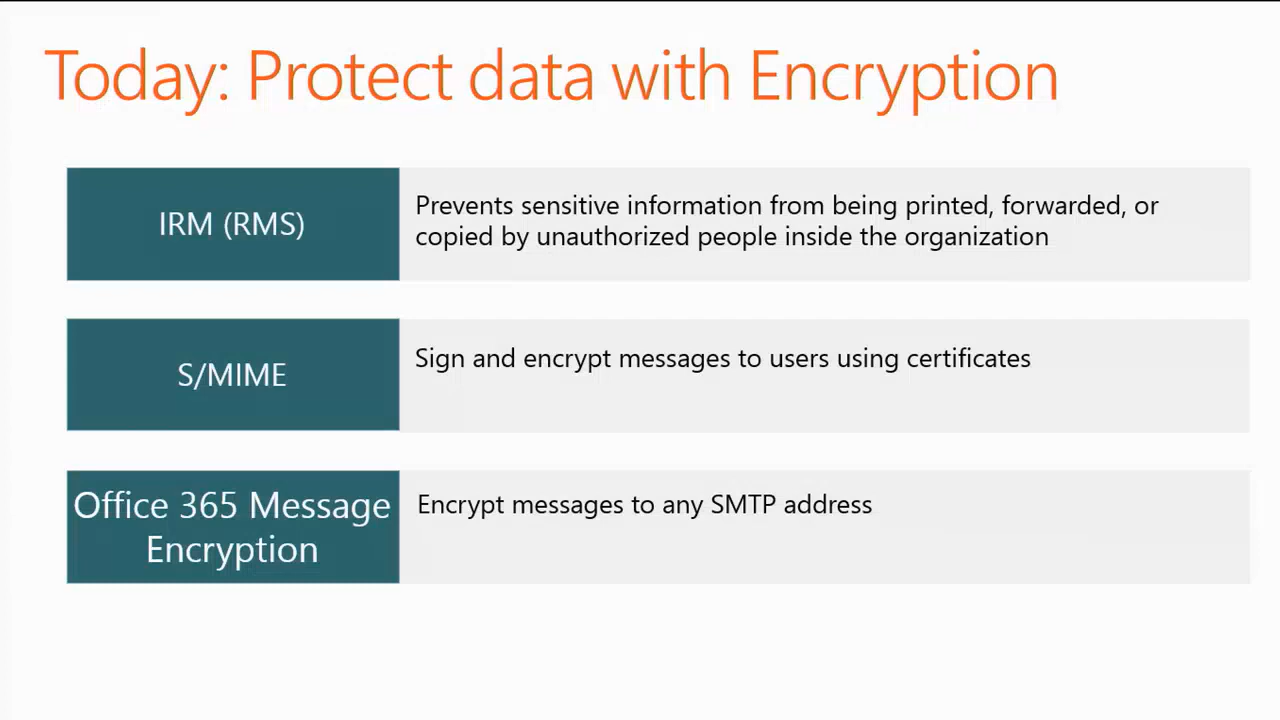 Today: Protect data with Encryption
IRM (RMS)
Prevents sensitive information from being printed, forwarded, or
copied by unauthorized people inside the organization
S/MIME
Sign and encrypt messages to users using certificates
Office 365 Message
Encryption
Encrypt messages to any SMTP address